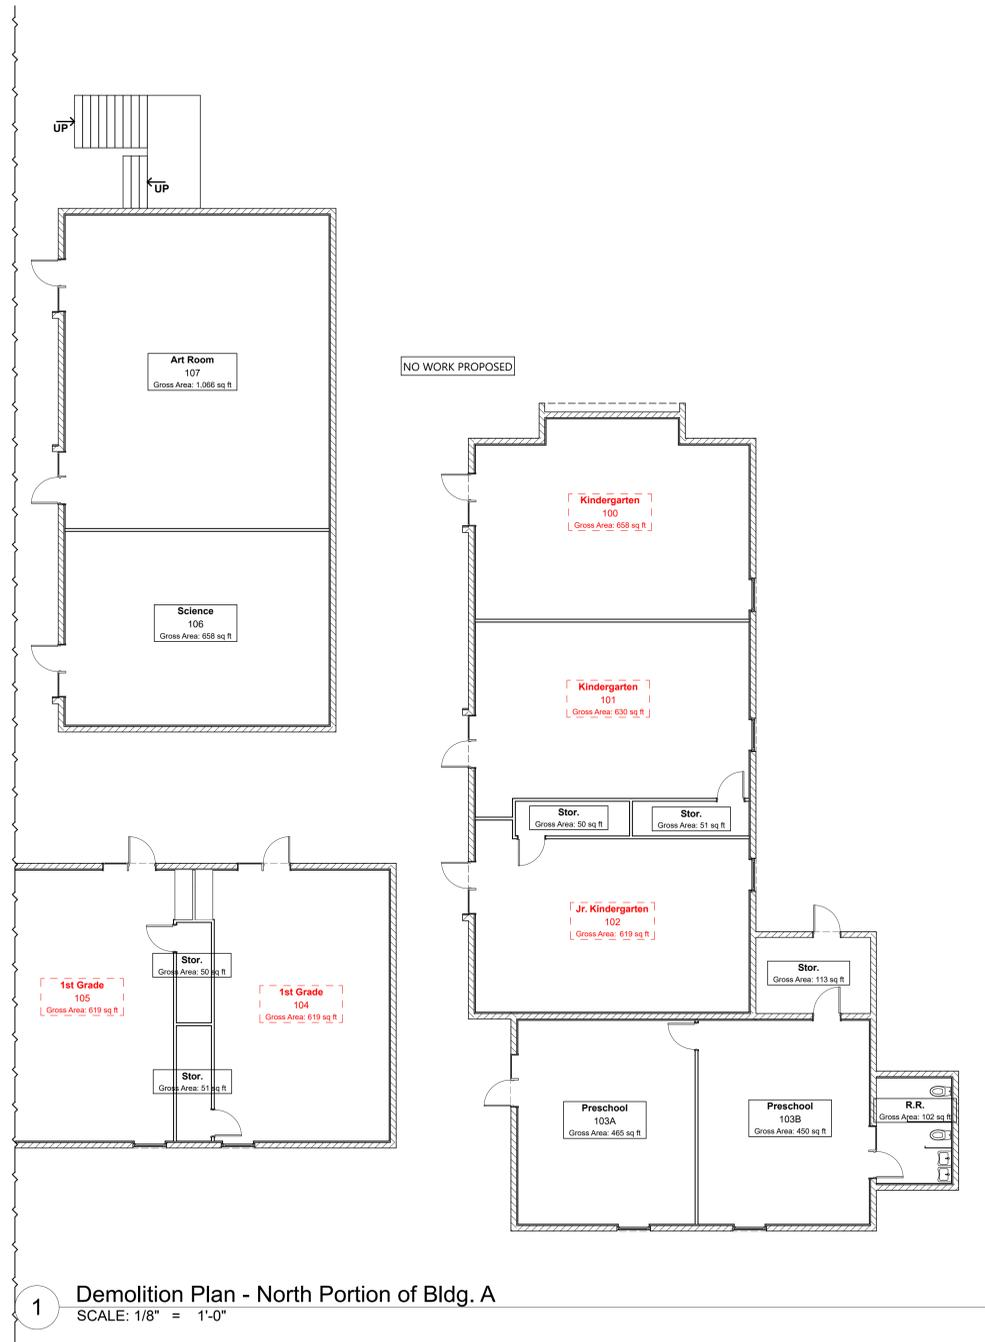 UP
UP
Art Room
107
Gross Area: 1,066 sq ft
NO WORK PROPOSED
Kindergarten
100
Gross Area: 658 sq ft
Science
106
Gross Area: 658 sq ft
Kindergarten
101
Gross Area: 630 sq ft
Stor.
Gross Area: 50 sq ft
Stor.
Gross Area: 51 sq ft
Jr. Kindergarten
102
Gross Area: 619 sq ft
Stor.
Gross Area: 50 sq ft
Stor.
Gross Area: 113 sq ft
1st Grade
105
Gross Area: 619 sq ft
1st Grade
104
Gross Area: 619 sq ft
Stor.
Gross Area: 51 sq ft
Preschool
103A
Gross Area: 465 sq ft
Preschool
103B
Gross Area: 450 sq ft
R.R.
Gross Area: 102 sq ft
1
Demolition Plan - North Portion of Bldg. A
SCALE: 1/8" = 1'-0"